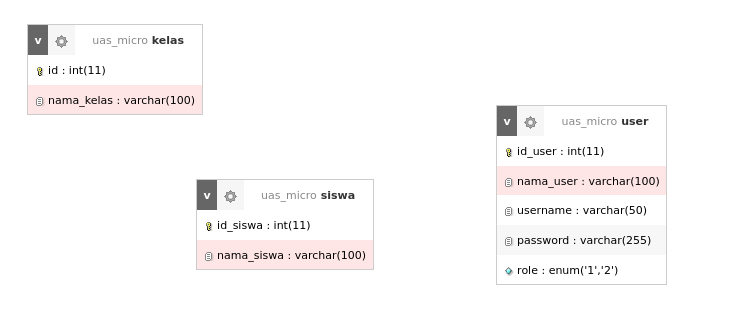 v uas_micro kelas
id : int(11)
nama_kelas : varchar(100)
v uas_micro siswa
id_siswa : int(11)
nama_siswa : varchar(100)
v uas_micro user
id_user : int(11)
nama_user : varchar(100)
username : varchar(50)
password : varchar(255)
role : enum('1','2')